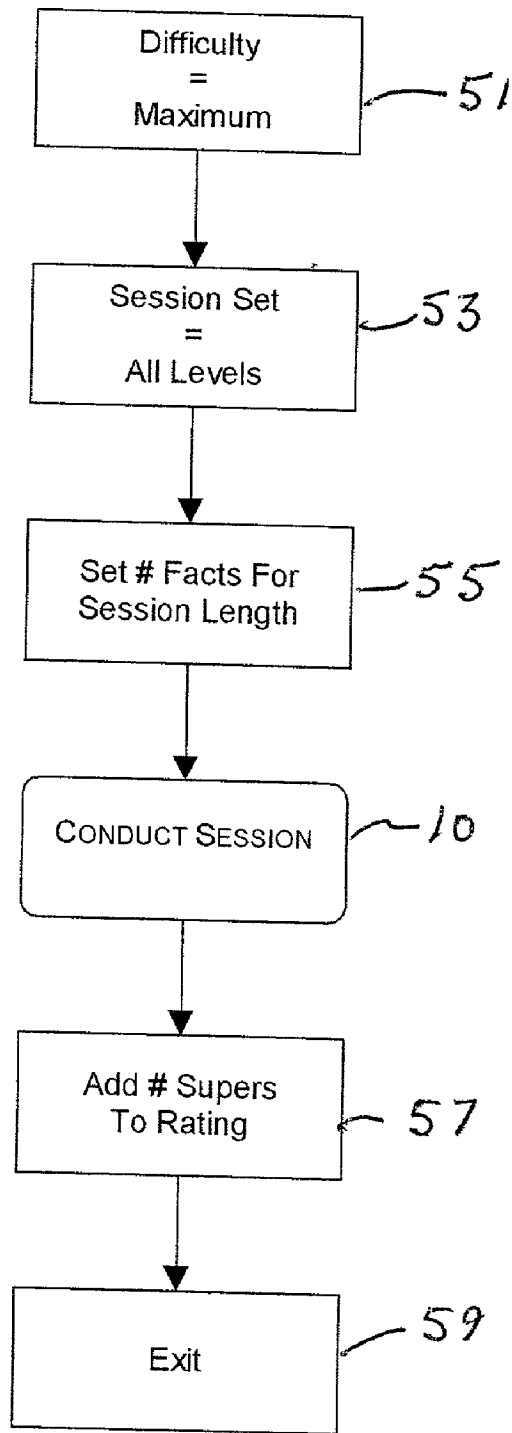 Difficulty
=
Maximum
51
Session Set
=
All Levels
53
Set # Facts For
Session Length
55
CONDUCT SESSION
10
Add # Supers
To Rating
57
Exit
59